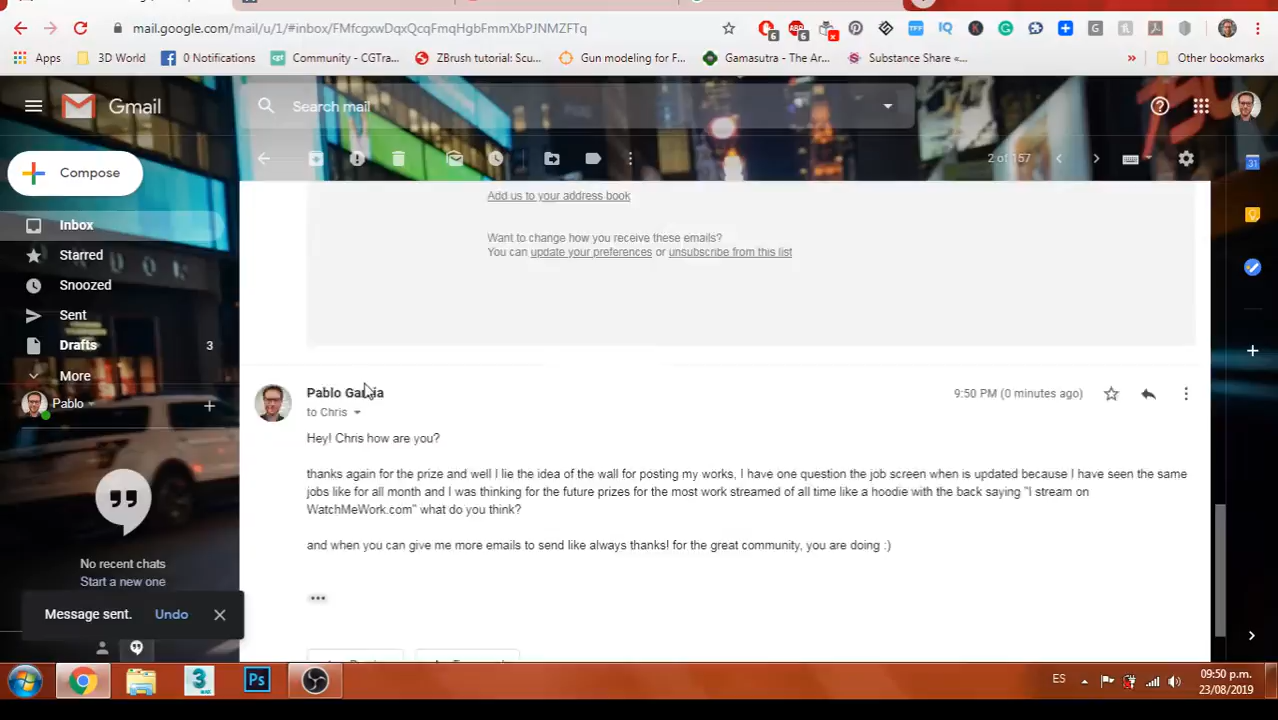 mail.google.com/mail/u/1/#inbox/FMfcgxwDqxQcqFmqHgbFmmXbPJNMZFTq
6
6
Apps
3D World
0 Notifications
Community - CGTra...
ZBrush tutorial: Scu...
Gun modeling for F...
Gamasutra - The Ar...
Substance Share «...
»
Other bookmarks
Gmail
Search mail
Compose
2 of 157
Inbox
Starred
Snoozed
Sent
Drafts 3
More
Pablo
Add us to your address book
Want to change how you receive these emails?
You can update your preferences or unsubscribe from this list
Pablo Garcia
9:50 PM (0 minutes ago)
to Chris
Hey! Chris how are you?
thanks again for the prize and well I lie the idea of the wall for posting my works, I have one question the job screen when is updated because I have seen the same
jobs like for all month and I was thinking for the future prizes for the most work streamed of all time like a hoodie with the back saying "I stream on
WatchMeWork.com" what do you think?
and when you can give me more emails to send like always thanks! for the great community, you are doing :)
No recent chats
Start a new one
Message sent. Undo
Ps
ES
09:50 p.m.
23/08/2019